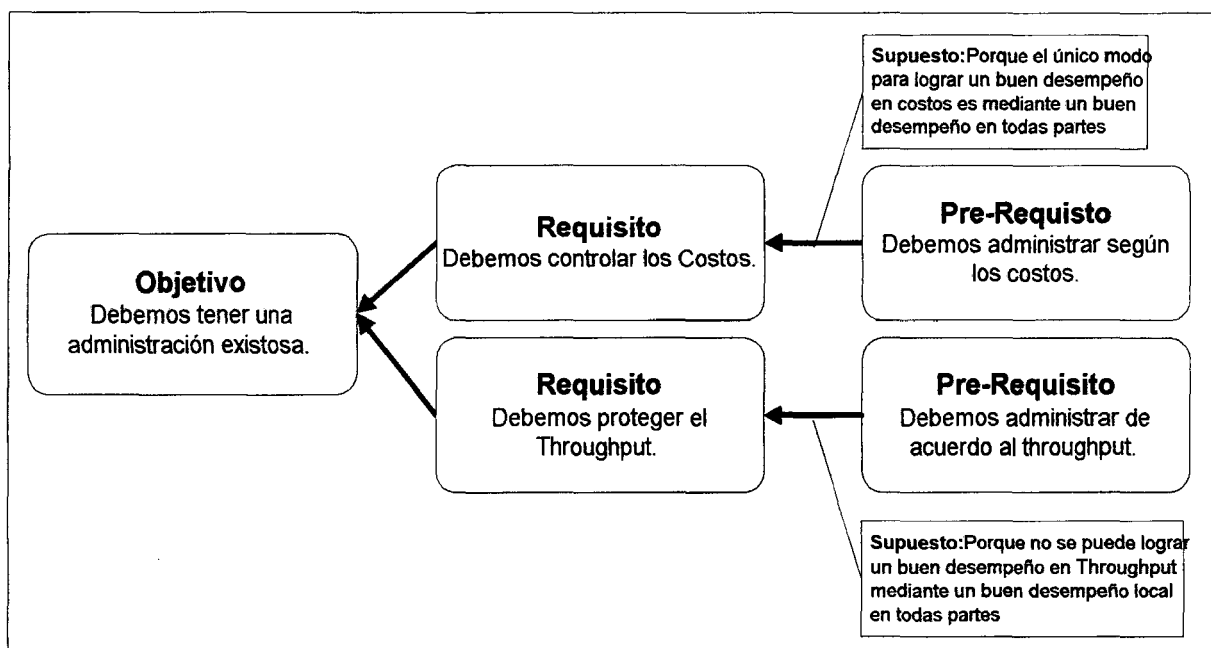 Supuesto:Porque el único modo
para lograr un buen desempeño
en costos es mediante un buen
desempeño en todas partes
Requisito
Debemos controlar los Costos.
Pre-Requisto
Debemos administrar según
los costos.
Objetivo
Debemos tener una
administración existosa.
Requisito
Debemos proteger el
Throughput.
Pre-Requisito
Debemos administrar de
acuerdo al throughput.
Supuesto:Porque no se puede lograr
un buen desempeño en Throughput
mediante un buen desempeño local
en todas partes